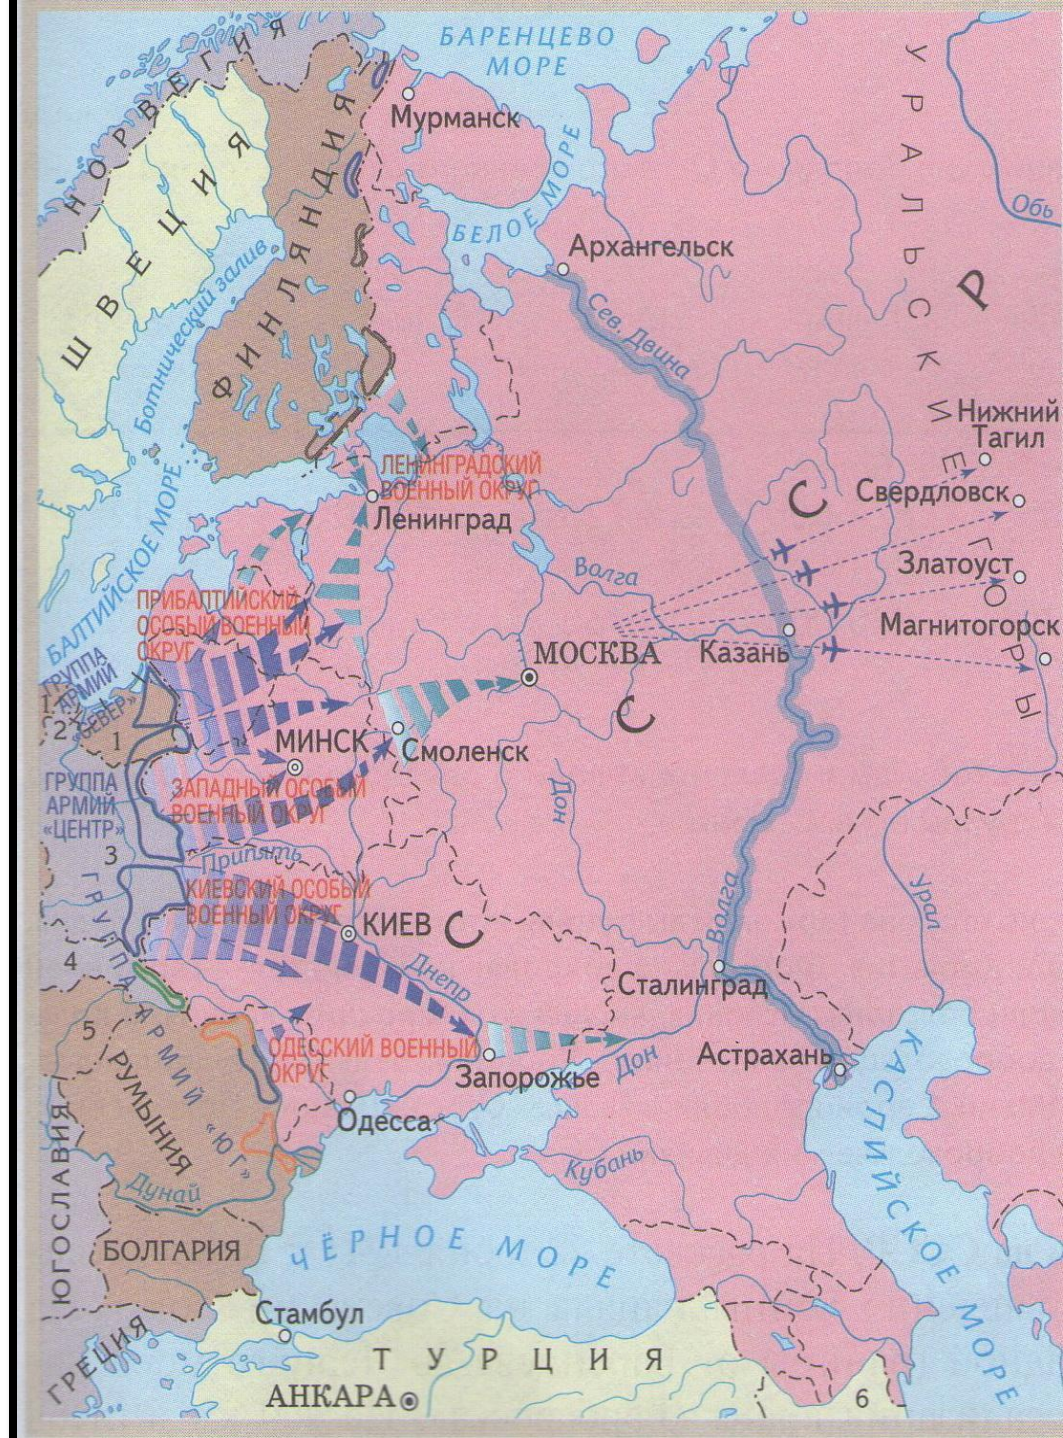 БАРЕНЦЕВО
МОРЕ
НОРВЕГИЯ
ШВЕЦИЯ
ФИНЛЯНДИЯ
Мурманск
УРАЛЬСКИЕ ГОРЫ
Обь
БЕЛОЕ МОРЕ
Архангельск
Сев. Двина
Р
Ботнический залив
БАЛТИЙСКОЕ МОРЕ
Нижний
Тагил
ЛЕНИНГРАДСКИЙ
ВОЕННЫЙ ОКРУГ
Ленинград
С
Свердловск
Златоуст
Волга
ПРИБАЛТИЙСКИЙ
ОСОБЫЙ ВОЕННЫЙ
ОКРУГ
Магнитогорск
МОСКВА
Казань
ГРУППА
АРМИЙ
«СЕВЕР»
1
2
1
С
МИНСК
Смоленск
ГРУППА
АРМИЙ
«ЦЕНТР»
ЗАПАДНЫЙ ОСОБЫЙ
ВОЕННЫЙ ОКРУГ
Дон
3
Припять
КИЕВСКИЙ ОСОБЫЙ
ВОЕННЫЙ ОКРУГ
КИЕВ
С
Волга
Урал
4
ГРУППА АРМИЙ «ЮГ»
Днепр
Сталинград
5
РУМЫНИЯ
ОДЕССКИЙ ВОЕННЫЙ
ОКРУГ
Запорожье
Дон
Астрахань
Одесса
КАСПИЙСКОЕ МОРЕ
ЮГОСЛАВИЯ
Дунай
Кубань
БОЛГАРИЯ
ЧЁРНОЕ МОРЕ
Стамбул
ГРЕЦИЯ
ТУРЦИЯ
АНКАРА
6